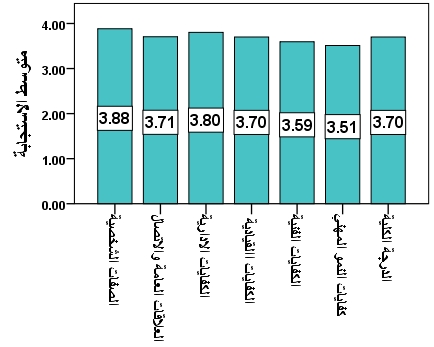 متوسط الاستجابة
4.00
3.00
2.00
1.00
0.00
3.88
3.71
3.80
3.70
3.59
3.51
3.70
الصفات الشخصية
العلاقات العامة والاتصال
الكفايات الادارية
الكفايات االقيادية
الكفايات الفنية
كفايات النمو المهني
الدرجة الكلية